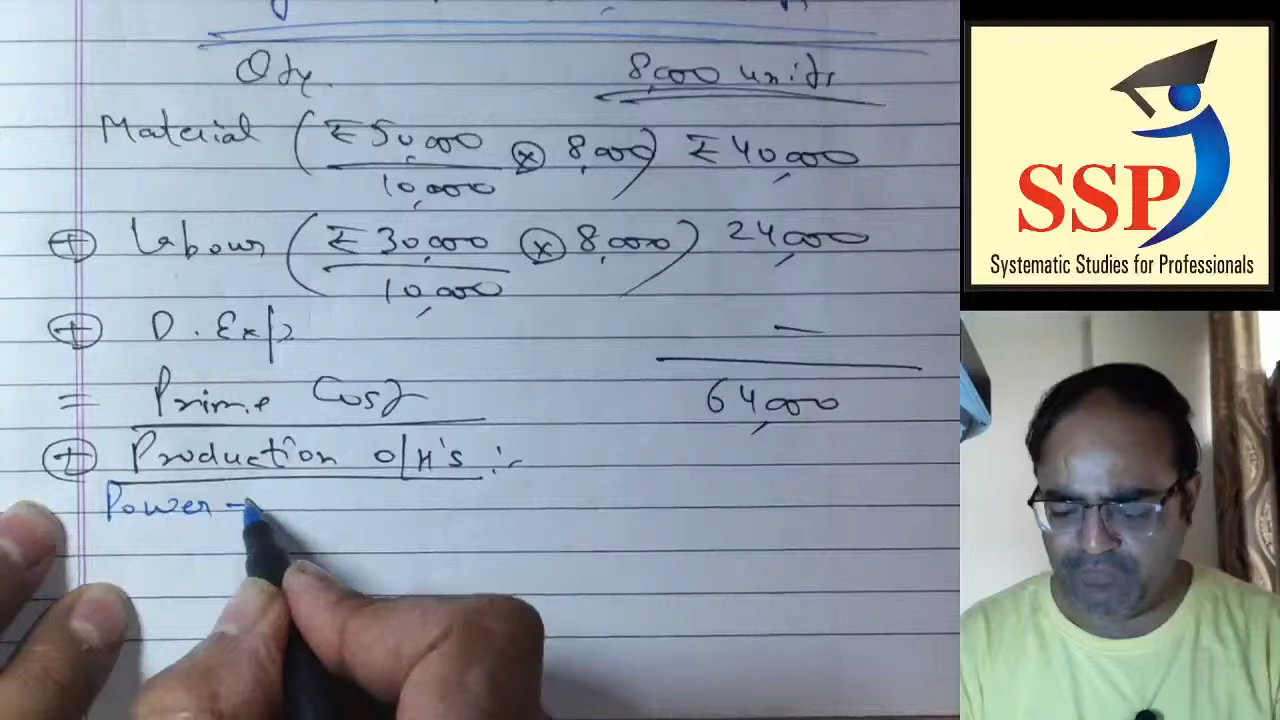 Qty. 8,000 units
Material ( ₹50,000 / 10,000 × 8,000 ) ₹40,000
+ Labour ( ₹30,000 / 10,000 × 8,000 ) 24,000
+ D. Exp —
= Prime Cost 64,000
+ Production O/H's :-
Power -
SSP
Systematic Studies for Professionals